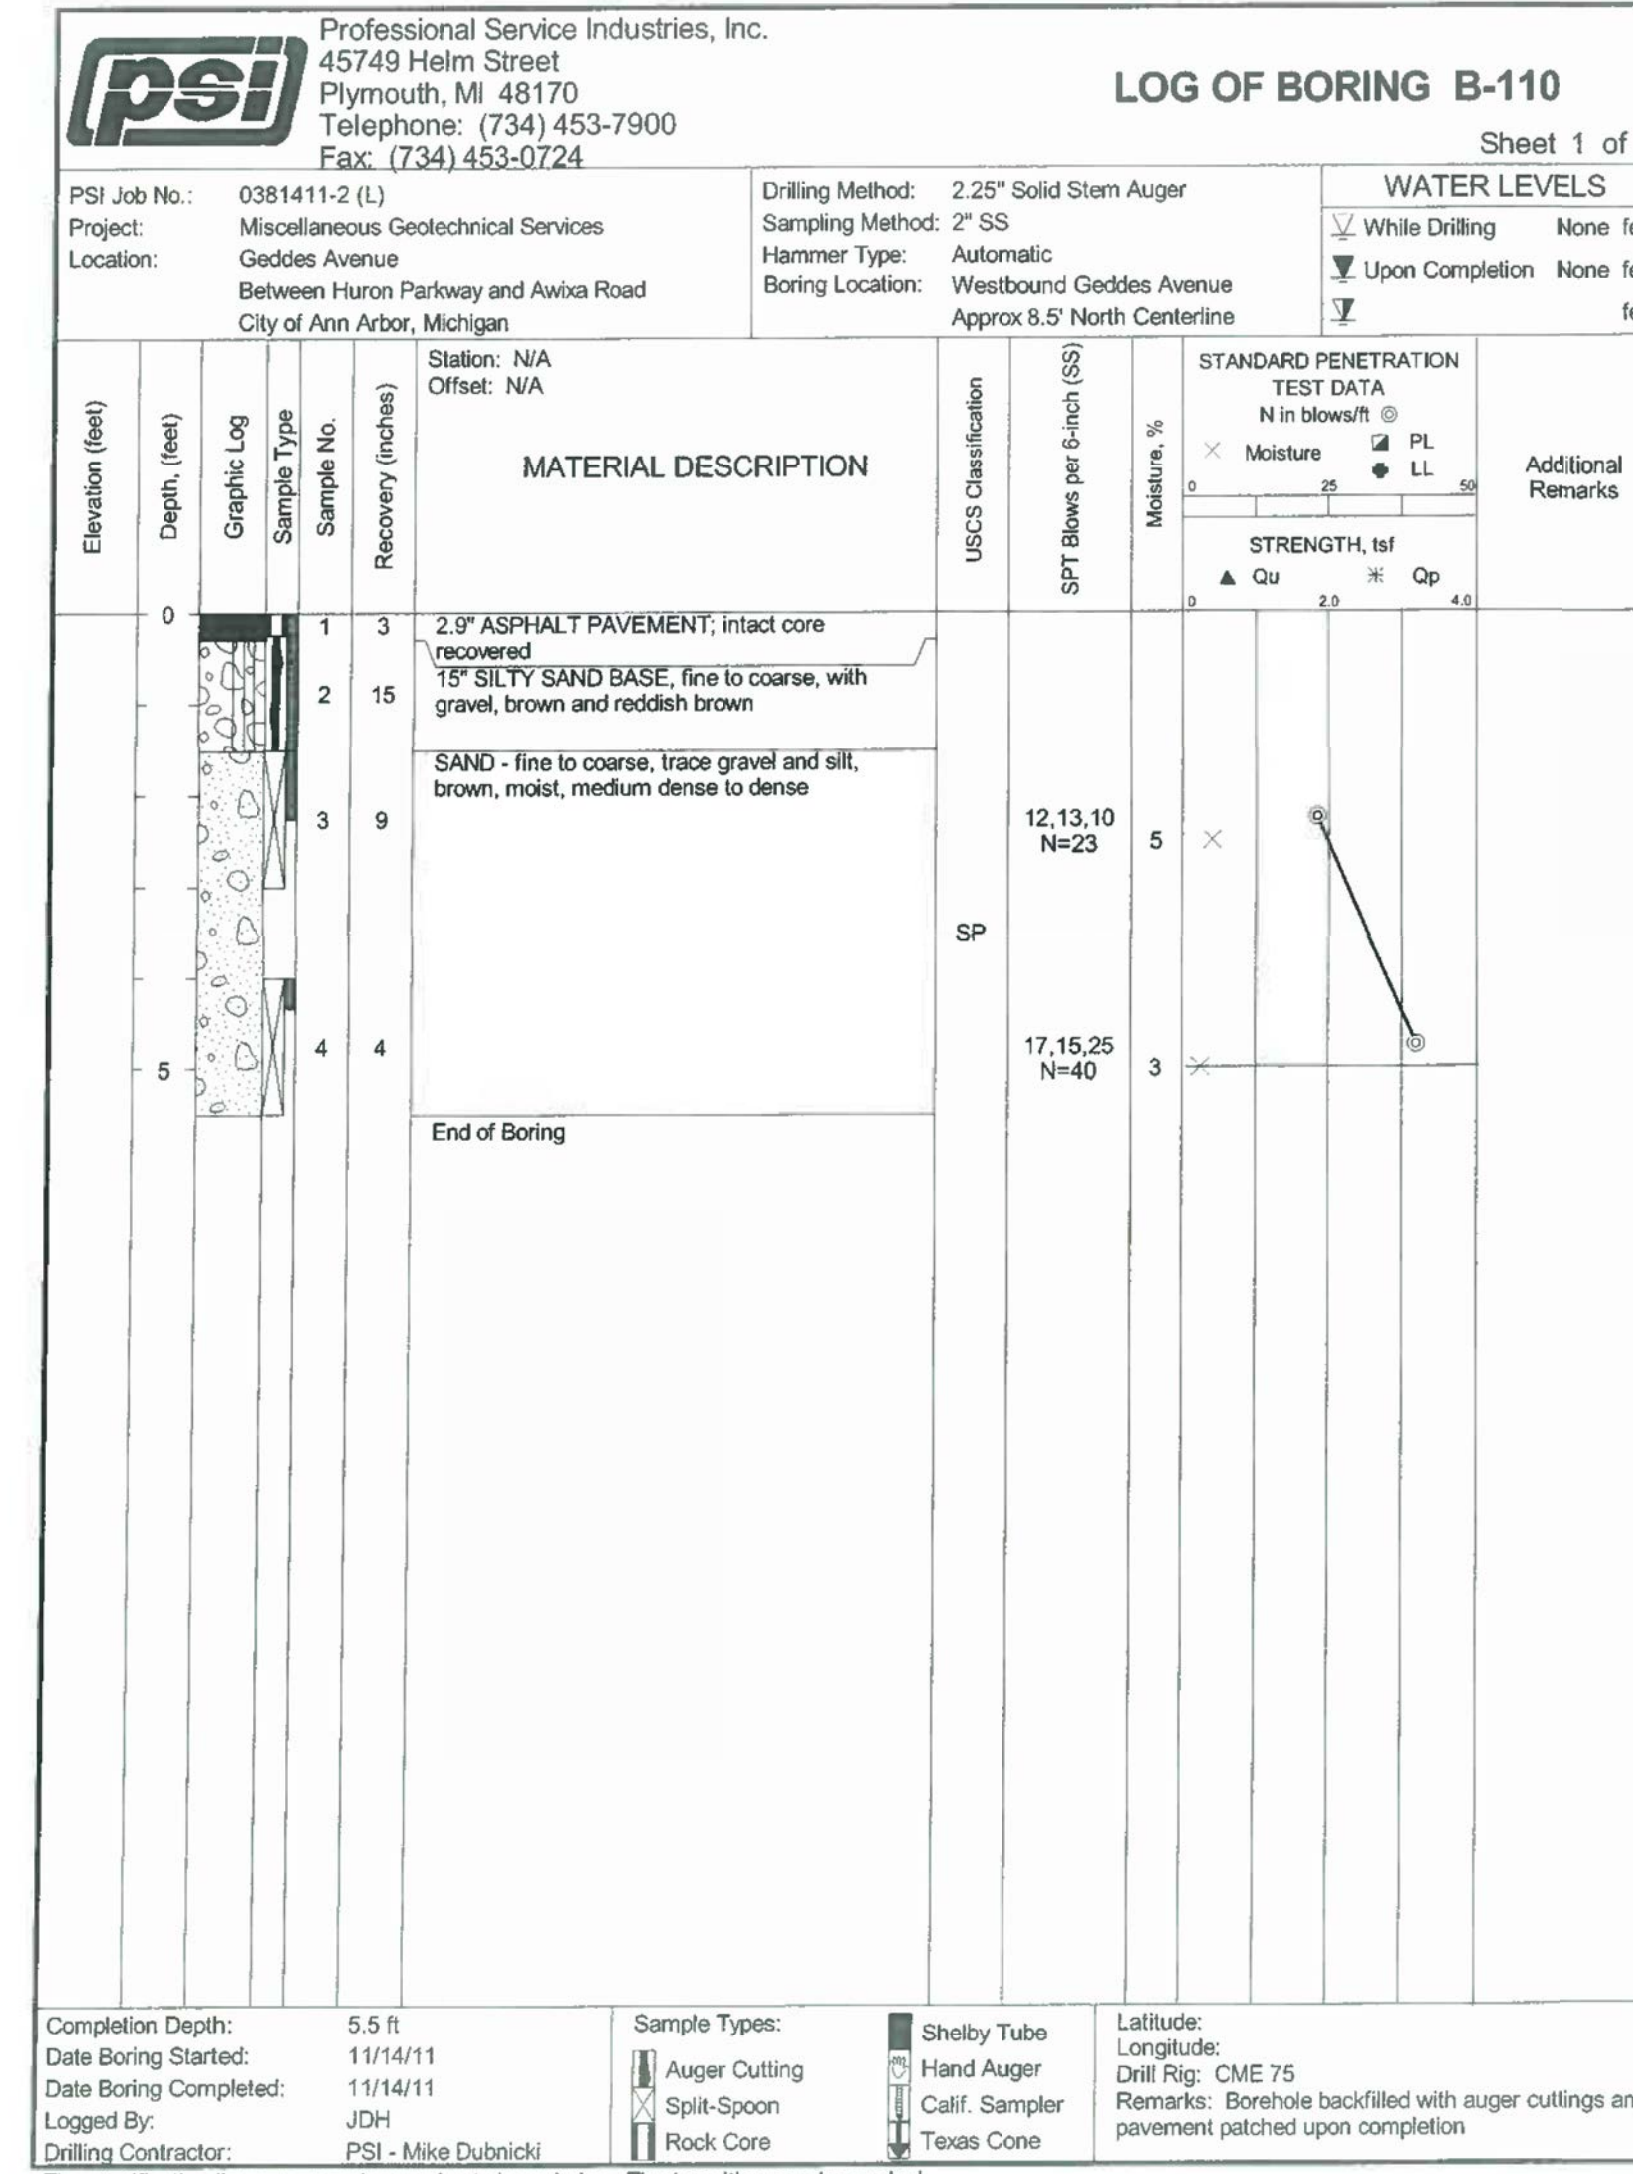 psi
Professional Service Industries, Inc.
45749 Helm Street
Plymouth, MI 48170
Telephone: (734) 453-7900
Fax: (734) 453-0724
LOG OF BORING B-110
Sheet 1 of
PSI Job No.: 0381411-2 (L)
Project: Miscellaneous Geotechnical Services
Location: Geddes Avenue
Between Huron Parkway and Awixa Road
City of Ann Arbor, Michigan
Drilling Method: 2.25" Solid Stem Auger
Sampling Method: 2" SS
Hammer Type: Automatic
Boring Location: Westbound Geddes Avenue
Approx 8.5' North Centerline
WATER LEVELS
While Drilling None
Upon Completion None
Elevation (feet)
Depth, (feet)
Graphic Log
Sample Type
Sample No.
Recovery (inches)
Station: N/A
Offset: N/A
MATERIAL DESCRIPTION
USCS Classification
SPT Blows per 6-inch (SS)
Moisture, %
STANDARD PENETRATION
TEST DATA
N in blows/ft
Moisture PL
LL
0 25 50
STRENGTH, tsf
Qu Qp
0 2.0 4.0
Additional
Remarks
0
1 3 2.9" ASPHALT PAVEMENT; intact core
recovered
2 15 15" SILTY SAND BASE, fine to coarse, with
gravel, brown and reddish brown
SAND - fine to coarse, trace gravel and silt,
brown, moist, medium dense to dense
3 9 12,13,10
N=23 5
SP
4 4 17,15,25
5 N=40 3
End of Boring
Completion Depth: 5.5 ft
Date Boring Started: 11/14/11
Date Boring Completed: 11/14/11
Logged By: JDH
Drilling Contractor: PSI - Mike Dubnicki
Sample Types:
Auger Cutting
Split-Spoon
Rock Core
Shelby Tube
Hand Auger
Calif. Sampler
Texas Cone
Latitude:
Longitude:
Drill Rig: CME 75
Remarks: Borehole backfilled with auger cuttings
pavement patched upon completion